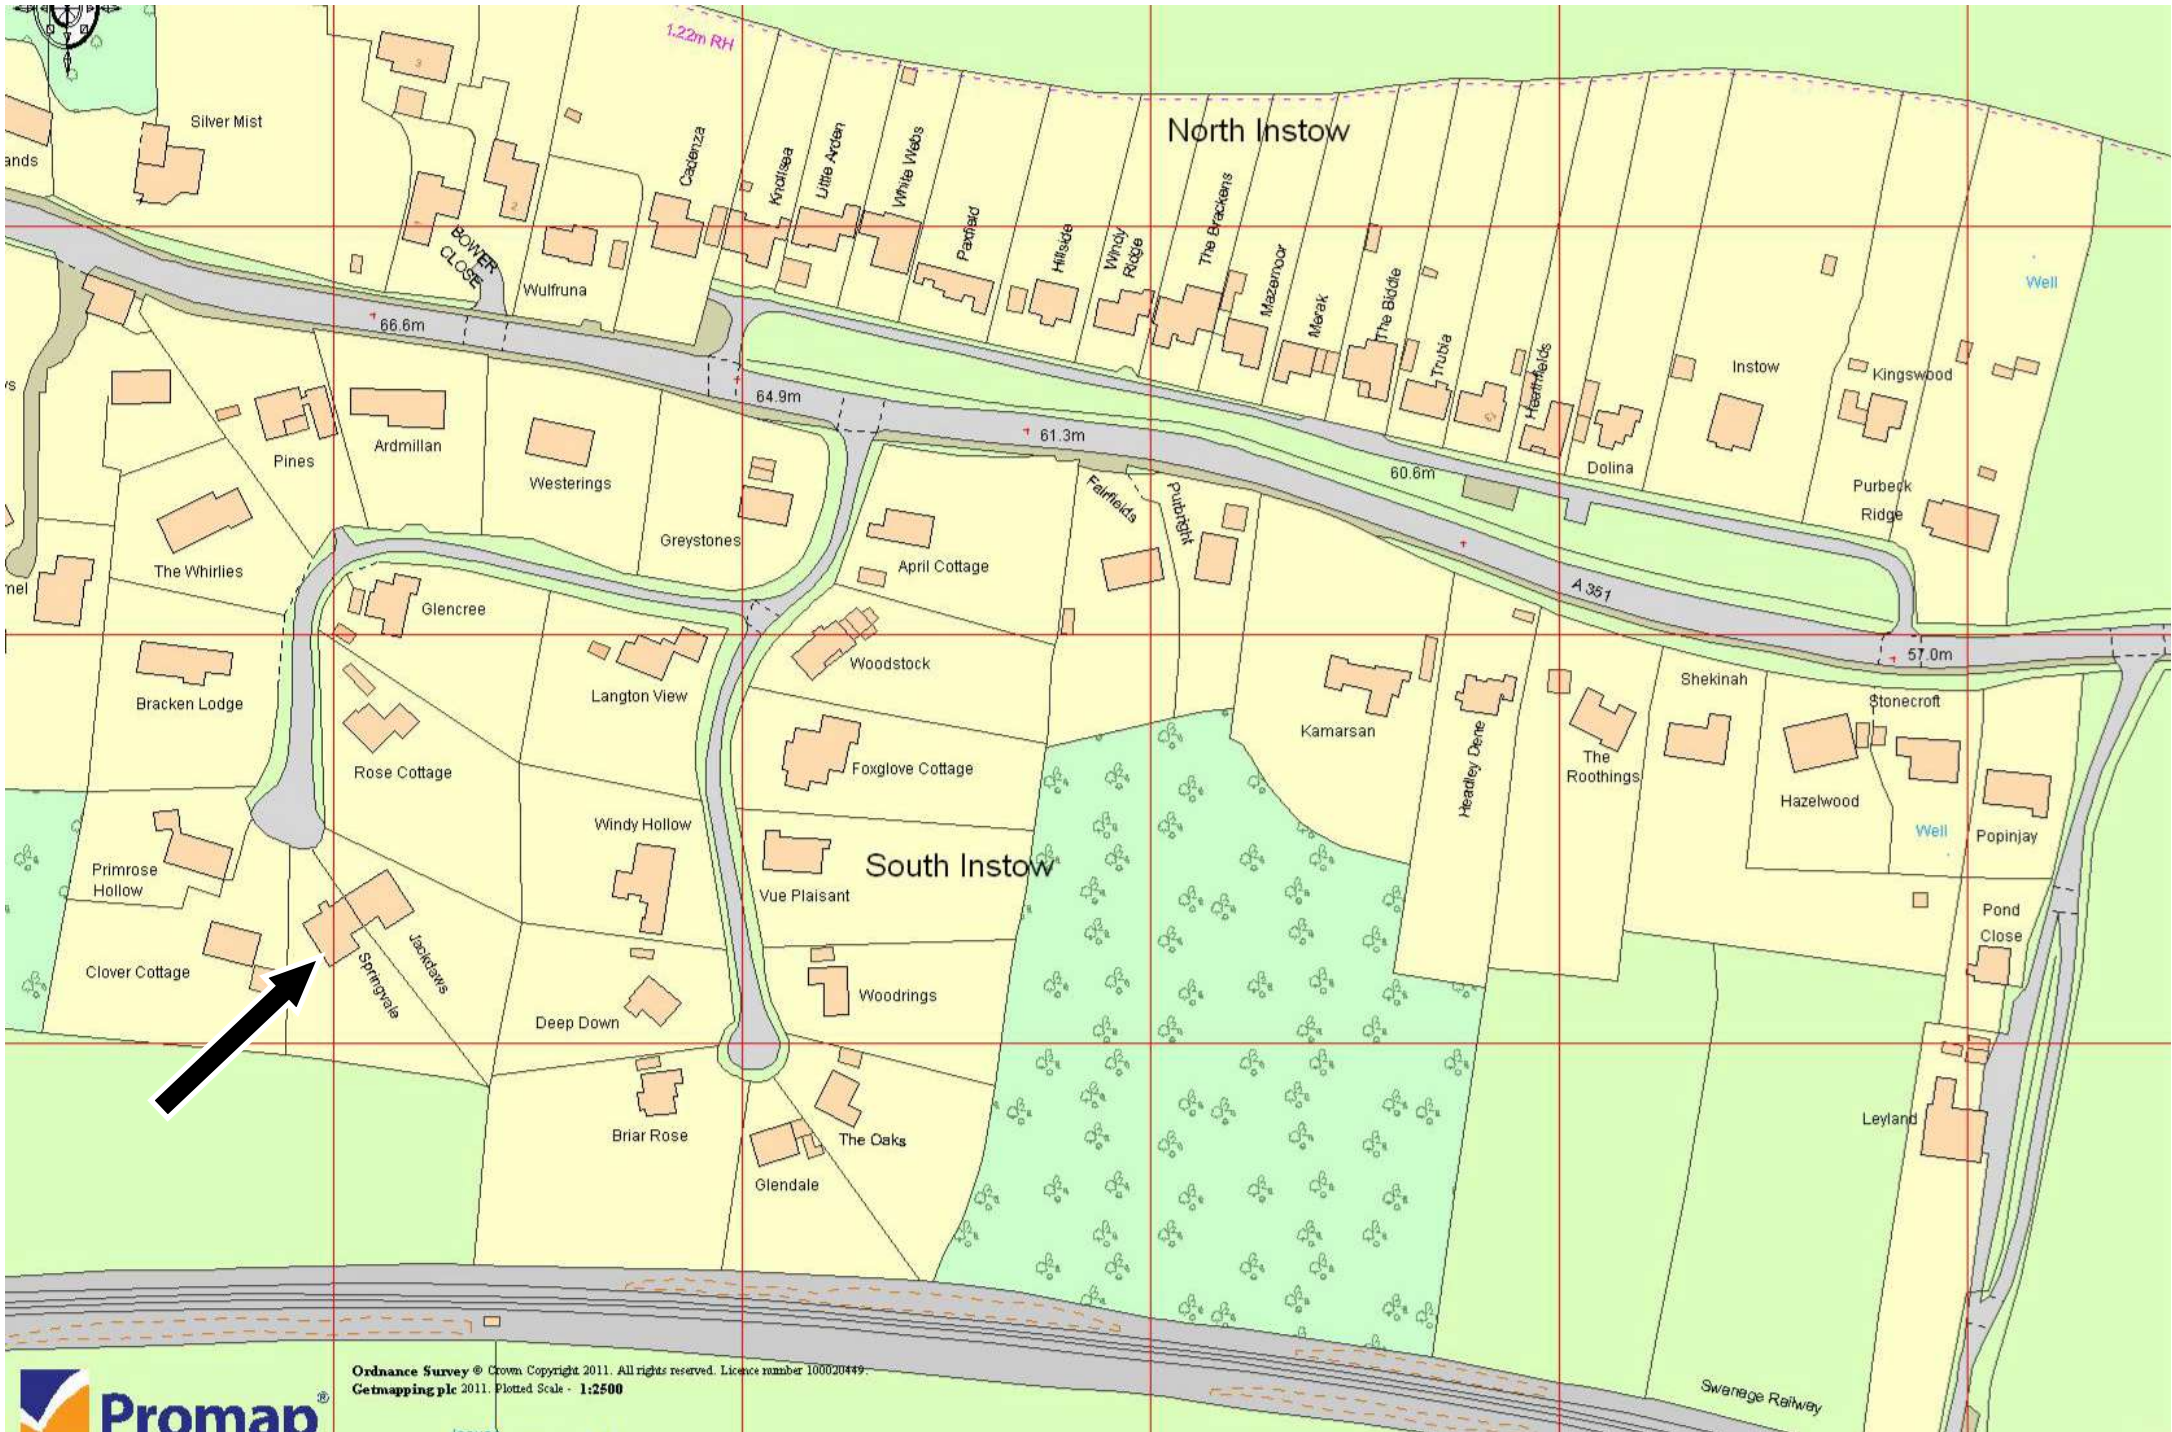 1.22m RH
North Instow
Silver Mist
ands
3
2
Cadenza
Knollsea
Little Arden
White Webs
Paxfield
Hillside
Windy
Ridge
The Brackens
Mazemoor
Merak
The Biddle
Trubia
Heathfields
Dolina
Instow
Kingswood
Well
BOWER
CLOSE
Wulfruna
66.6m
64.9m
61.3m
60.6m
Purbeck
Ridge
Pines
Ardmillan
Westerings
Greystones
Fairfields
Purbright
April Cottage
The Whirlies
mel
Glencree
A 351
57.0m
Bracken Lodge
Langton View
Woodstock
Rose Cottage
Foxglove Cottage
Kamarsan
Headley Dene
The
Roothings
Shekinah
Stonecroft
Hazelwood
Well
Popinjay
Windy Hollow
Vue Plaisant
South Instow
Primrose
Hollow
Clover Cottage
Springvale
Jackdaws
Deep Down
Woodrings
Pond
Close
Briar Rose
The Oaks
Glendale
Leyland
Swanage Railway
Ordnance Survey © Crown Copyright 2011. All rights reserved. Licence number 100020449.
Getmapping plc 2011. Plotted Scale - 1:2500
Promap®